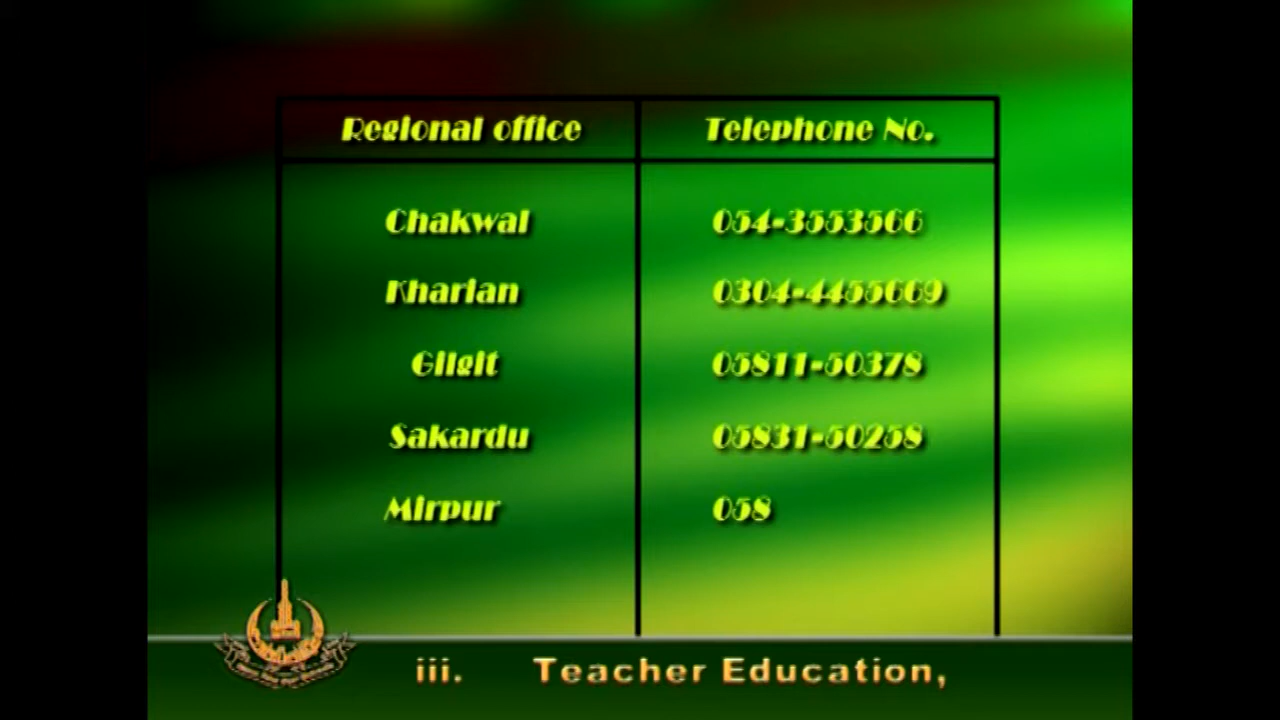 Regional office Telephone No.
Chakwal 054-3553566
Kharian 0304-4455669
Gilgit 05811-50378
Sakardu 05831-50258
Mirpur 058
iii. Teacher Education,